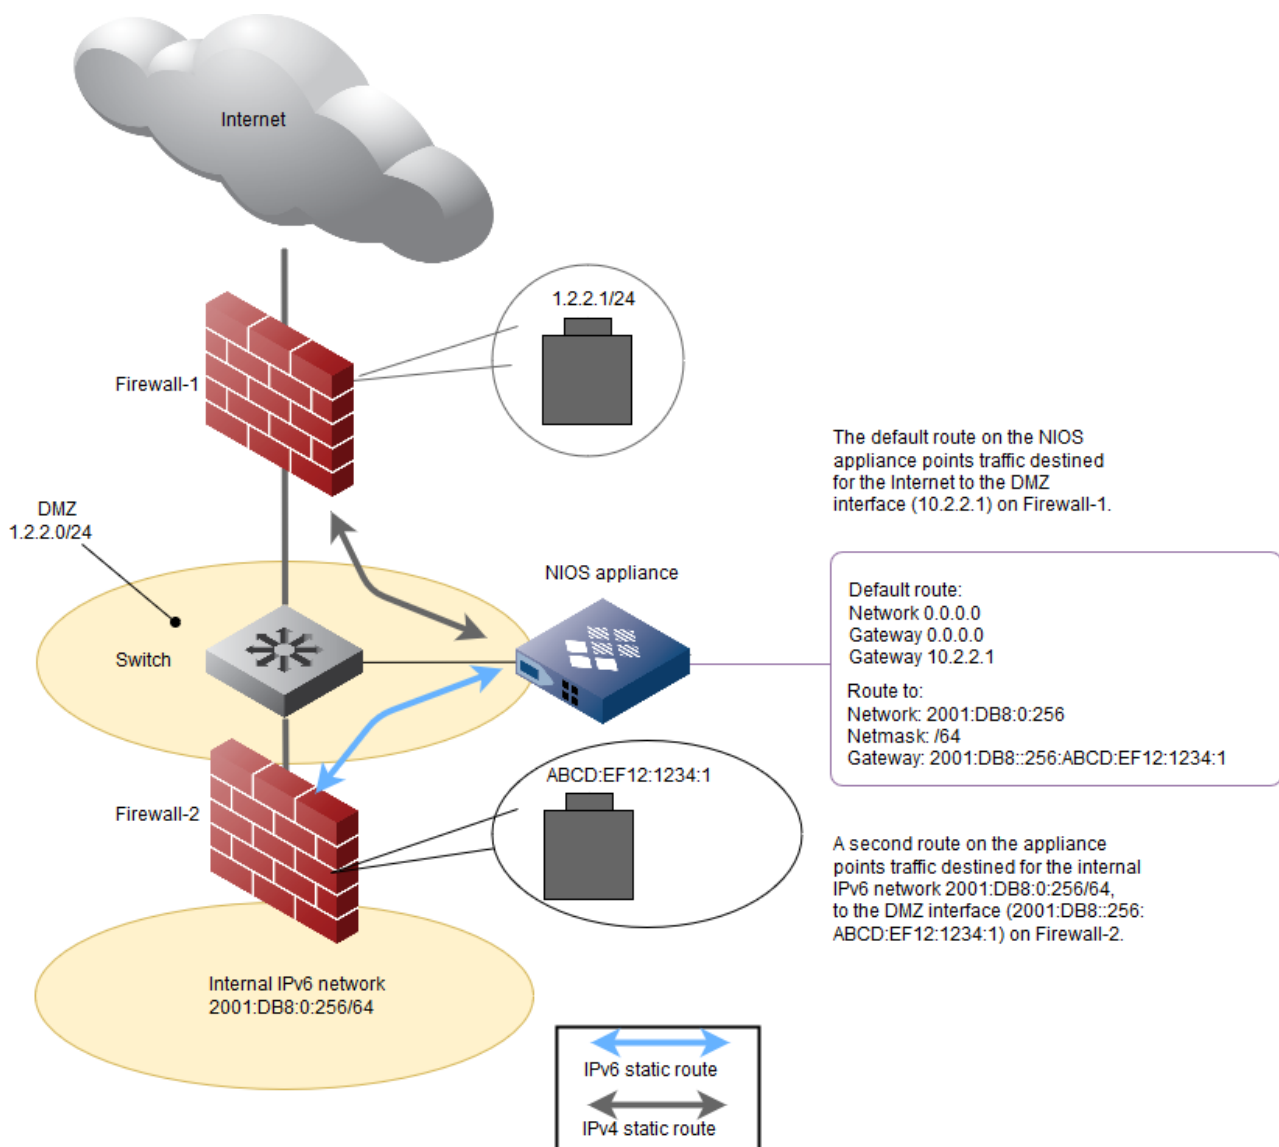 Internet
1.2.2.1/24
Firewall-1
The default route on the NIOS
appliance points traffic destined
for the Internet to the DMZ
interface (10.2.2.1) on Firewall-1.
DMZ
1.2.2.0/24
NIOS appliance
Switch
Default route:
Network 0.0.0.0
Gateway 0.0.0.0
Gateway 10.2.2.1
Route to:
Network: 2001:DB8:0:256
Netmask: /64
Gateway: 2001:DB8::256:ABCD:EF12:1234:1
ABCD:EF12:1234:1
Firewall-2
A second route on the appliance
points traffic destined for the internal
IPv6 network 2001:DB8:0:256/64,
to the DMZ interface (2001:DB8::256:
ABCD:EF12:1234:1) on Firewall-2.
Internal IPv6 network
2001:DB8:0:256/64
IPv6 static route
IPv4 static route